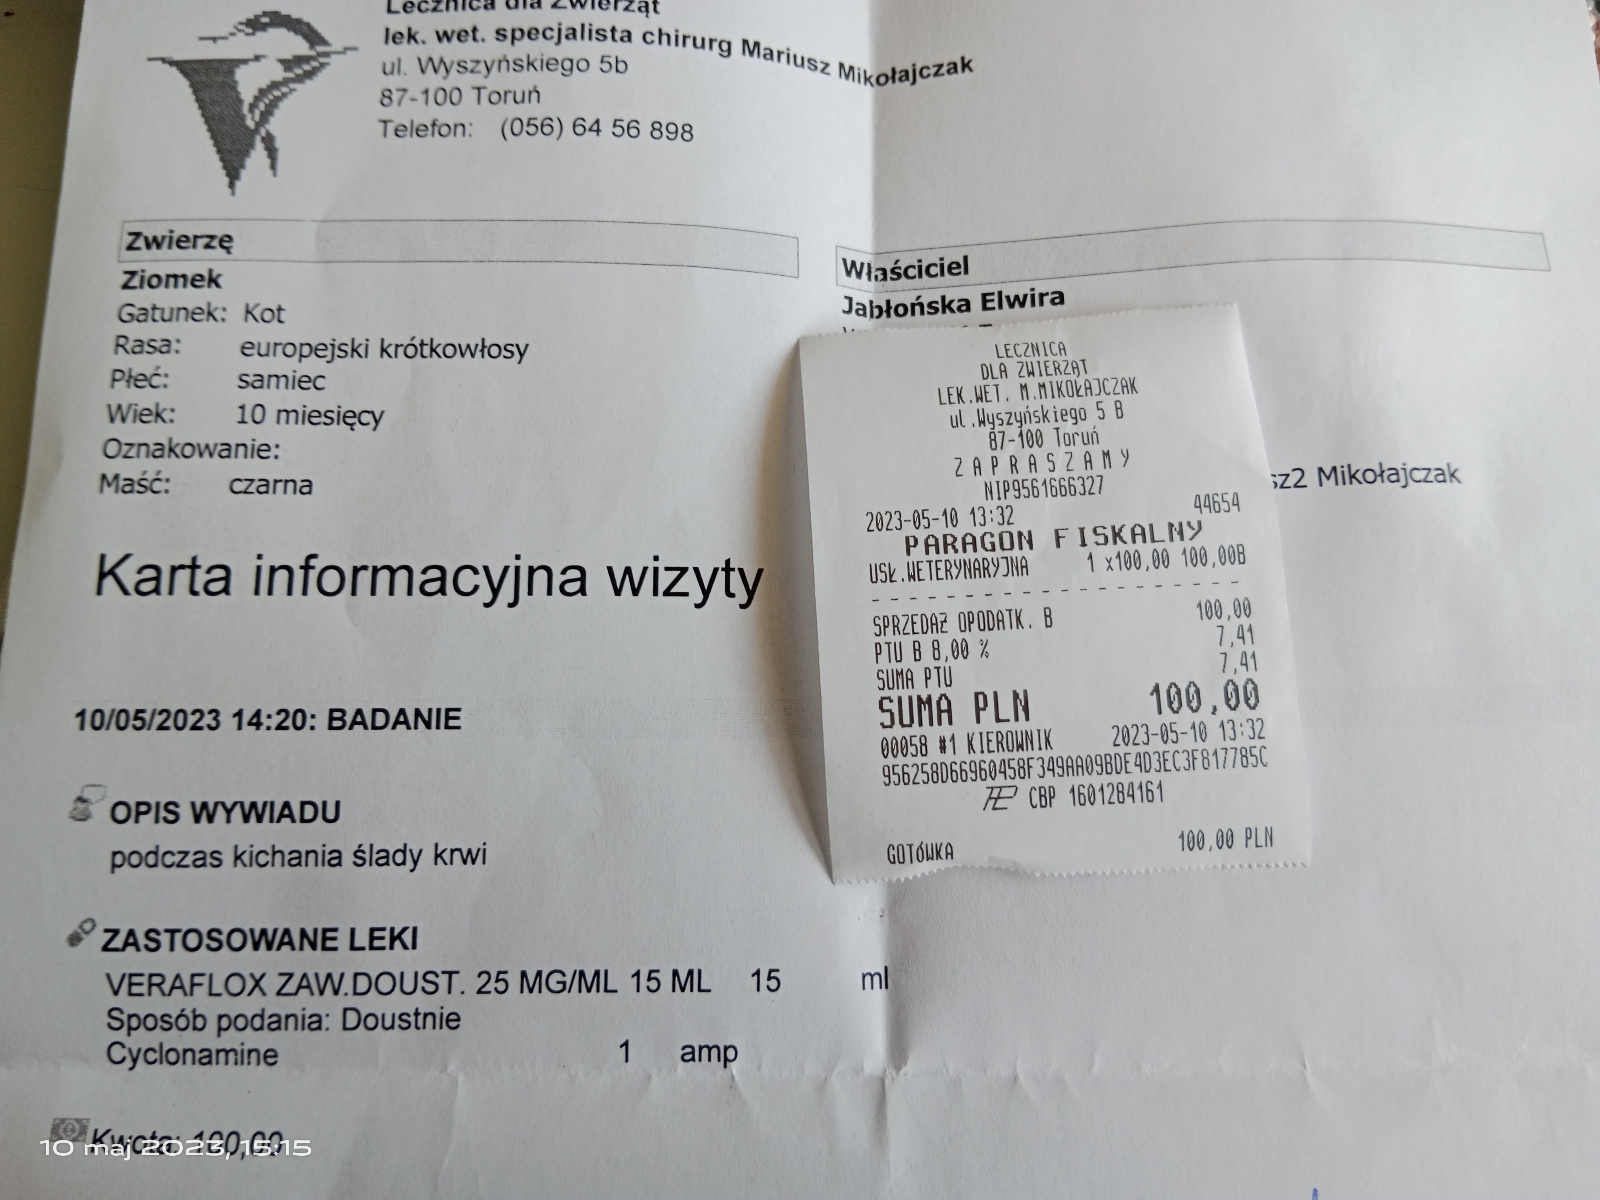 Lecznica dla Zwierząt
lek. wet. specjalista chirurg Mariusz Mikołajczak
ul. Wyszyńskiego 5b
87-100 Toruń
Telefon: (056) 64 56 898
Zwierzę
Ziomek
Gatunek: Kot
Rasa: europejski krótkowłosy
Płeć: samiec
Wiek: 10 miesięcy
Oznakowanie:
Maść: czarna
Właściciel
Jabłońska Elwira
sz2 Mikołajczak
LECZNICA
DLA ZWIERZĄT
LEK.WET. M.MIKOŁAJCZAK
ul.Wyszyńskiego 5 B
87-100 Toruń
Z A P R A S Z A M Y
NIP9561666327
2023-05-10 13:32 44654
PARAGON FISKALNY
USŁ.WETERYNARYJNA 1 x100,00 100,00B
SPRZEDAŻ OPODATK. B 100,00
PTU B 8,00 % 7,41
SUMA PTU 7,41
SUMA PLN 100,00
00058 #1 KIEROWNIK 2023-05-10 13:32
956258D66960458F349AA09BDE4D3EC3F817785C
CBP 1601284161
GOTÓWKA 100,00 PLN
Karta informacyjna wizyty
10/05/2023 14:20: BADANIE
OPIS WYWIADU
podczas kichania ślady krwi
ZASTOSOWANE LEKI
VERAFLOX ZAW.DOUST. 25 MG/ML 15 ML 15 ml
Sposób podania: Doustnie
Cyclonamine 1 amp
Kwota: 100,00
10 maj 2023, 15:15